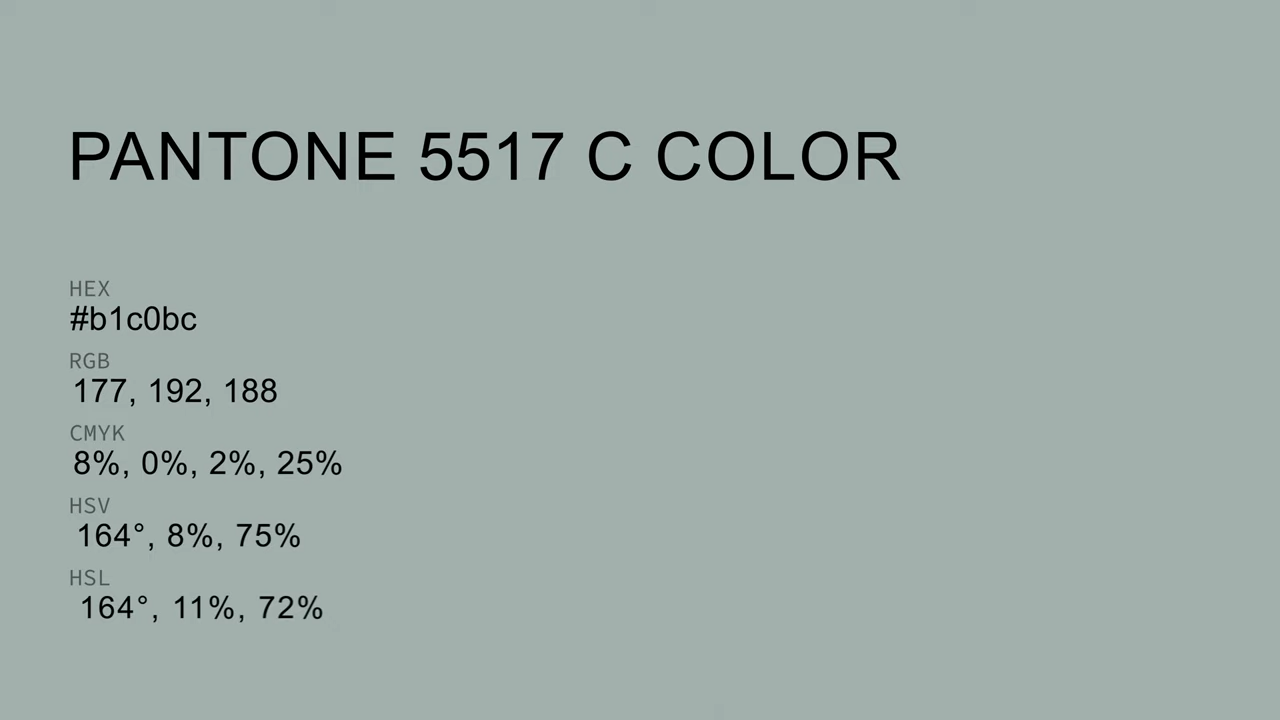 PANTONE 5517 C COLOR
HEX
#b1c0bc
RGB
177, 192, 188
CMYK
8%, 0%, 2%, 25%
HSV
164°, 8%, 75%
HSL
164°, 11%, 72%